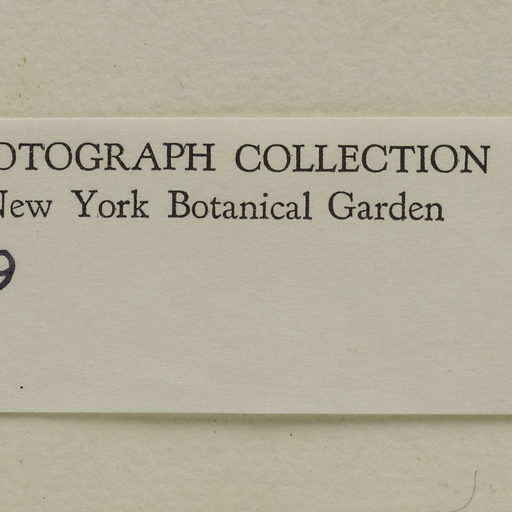 OTOGRAPH COLLECTION
New York Botanical Garden
9